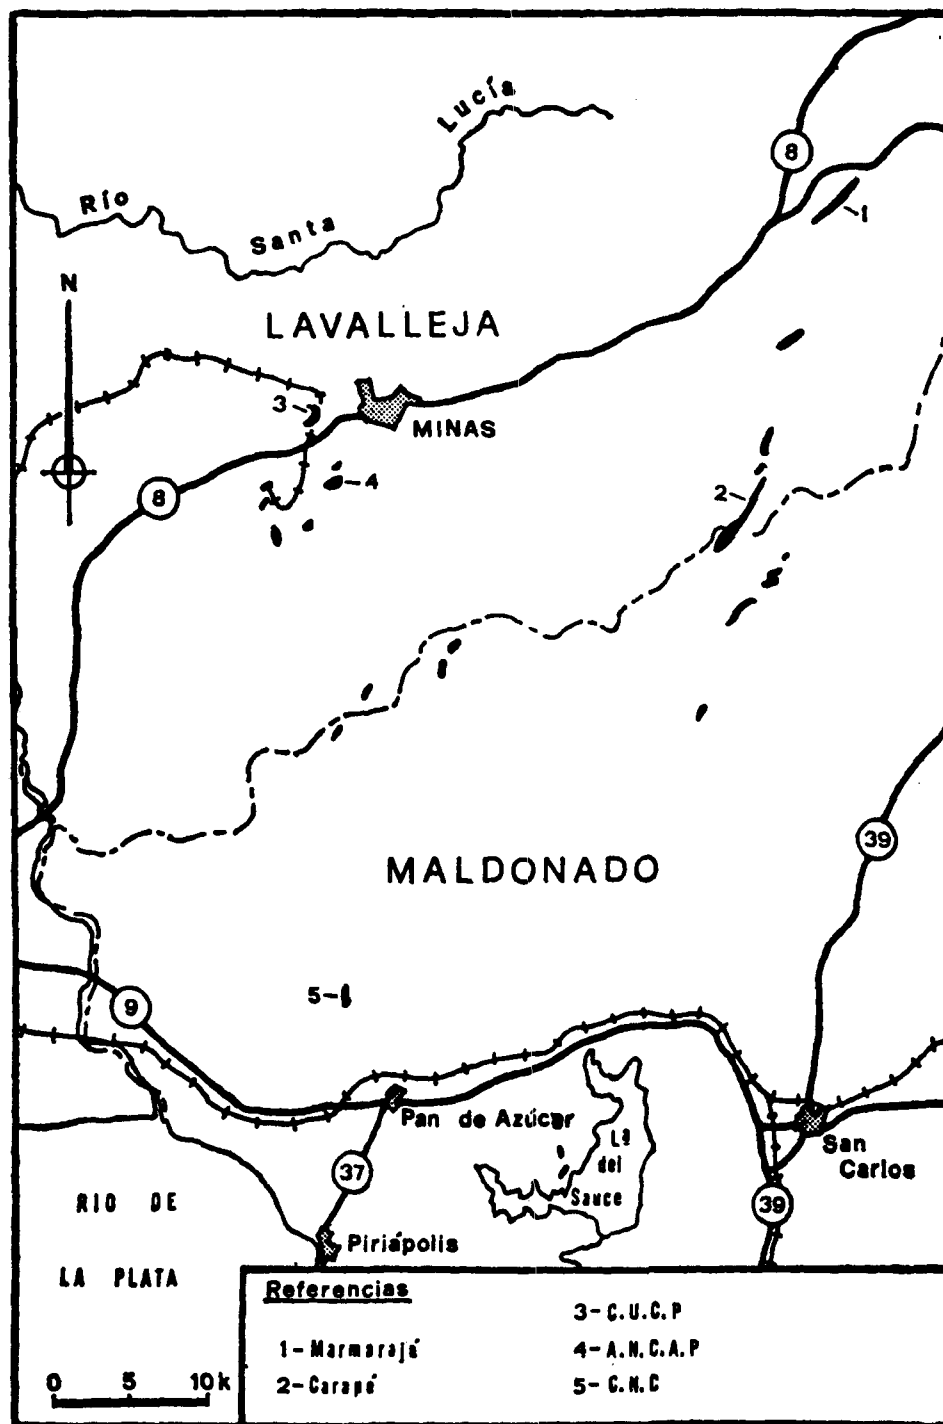 Río Santa Lucía
8
1
N
LAVALLEJA
3
MINAS
4
8
2
39
MALDONADO
5
9
Pan de Azúcar
Lª
del
Sauce
San
Carlos
37
39
RIO DE
LA PLATA
Piriápolis
Referencias
1-Marmarajá
2-Carapé
3-C.U.C.P
4-A.N.C.A.P
5-C.N.C
0 5 10k